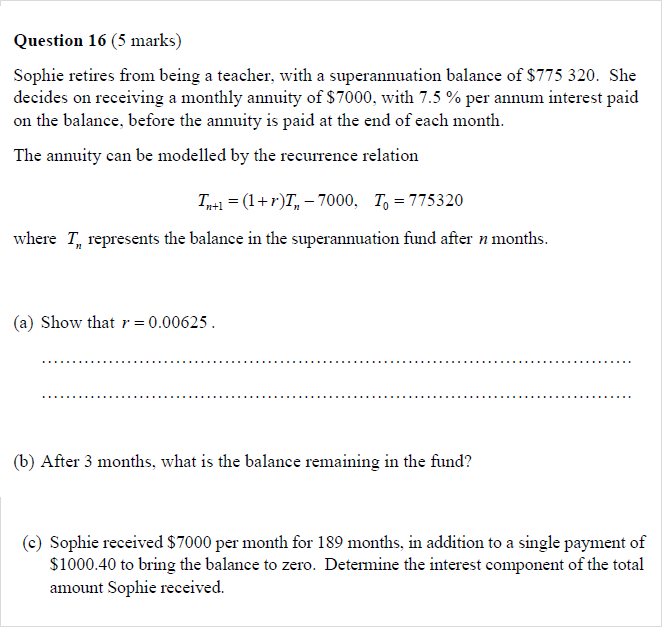 Question 16 (5 marks)
Sophie retires from being a teacher, with a superannuation balance of $775 320. She
decides on receiving a monthly annuity of $7000, with 7.5 % per annum interest paid
on the balance, before the annuity is paid at the end of each month.
The annuity can be modelled by the recurrence relation
Tₙ₊₁ = (1+r)Tₙ − 7000, T₀ = 775320
where Tₙ represents the balance in the superannuation fund after n months.
(a) Show that r = 0.00625.
(b) After 3 months, what is the balance remaining in the fund?
(c) Sophie received $7000 per month for 189 months, in addition to a single payment of
$1000.40 to bring the balance to zero. Determine the interest component of the total
amount Sophie received.